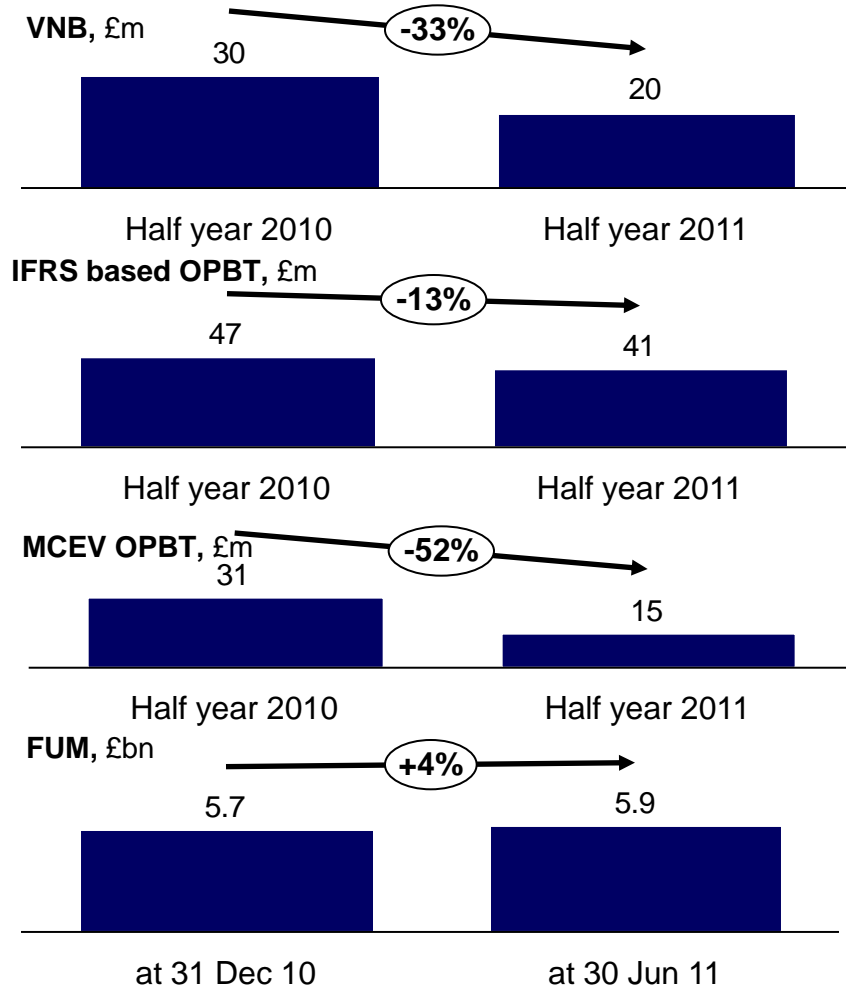 VNB, £m
-33%
30
20
Half year 2010
Half year 2011
IFRS based OPBT, £m
-13%
47
41
Half year 2010
Half year 2011
MCEV OPBT, £m
-52%
31
15
Half year 2010
Half year 2011
FUM, £bn
+4%
5.7
5.9
at 31 Dec 10
at 30 Jun 11